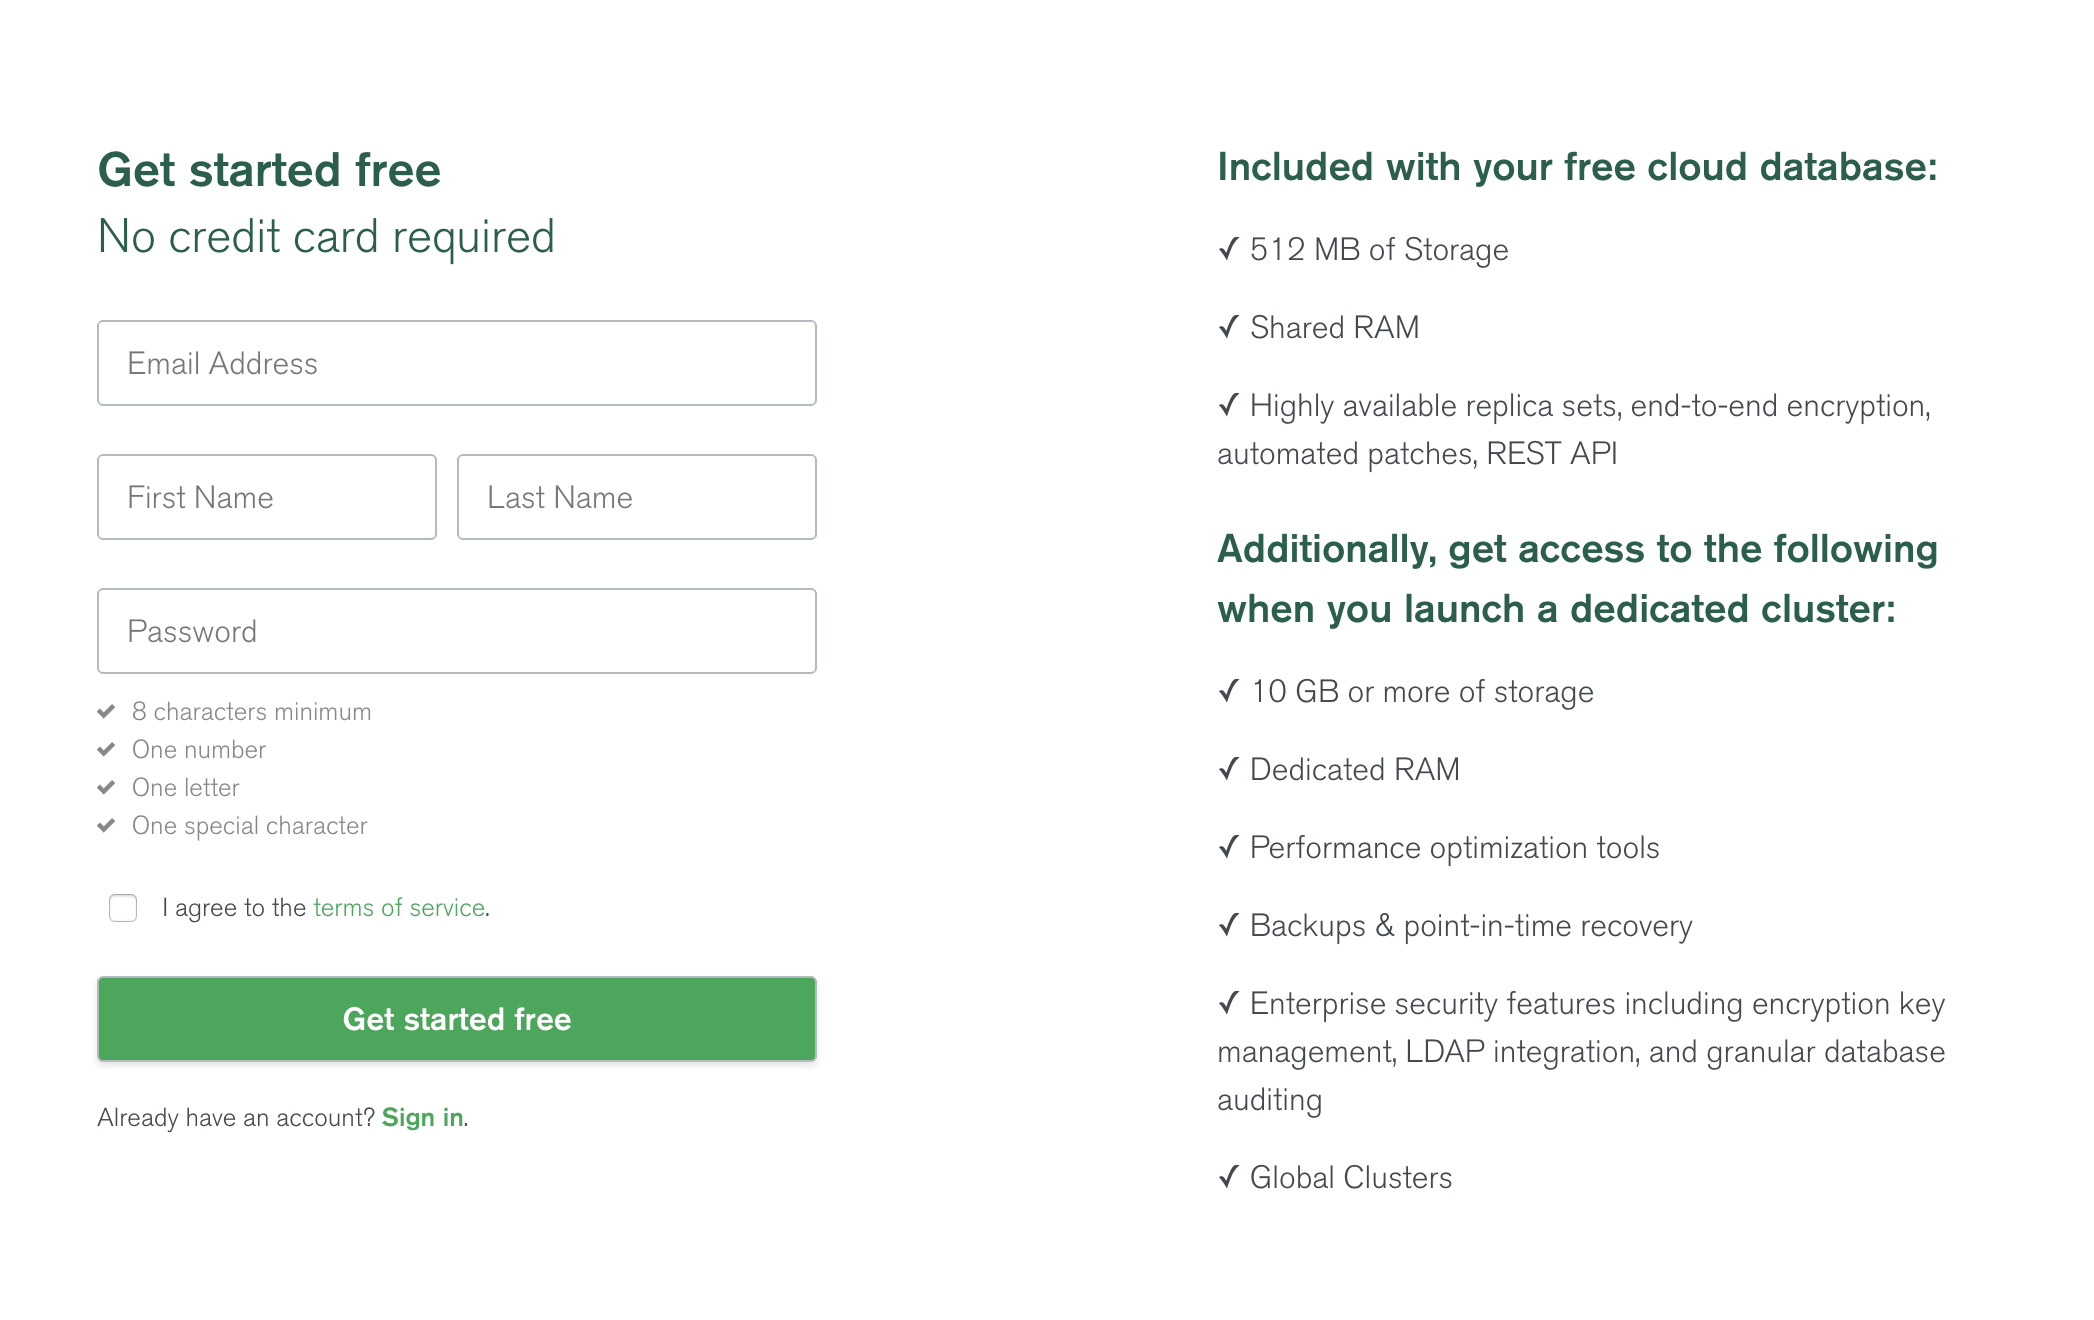 Get started free
No credit card required
Email Address
First Name
Last Name
Password
8 characters minimum
One number
One letter
One special character
I agree to the terms of service.
Get started free
Already have an account? Sign in.
Included with your free cloud database:
✓ 512 MB of Storage
✓ Shared RAM
✓ Highly available replica sets, end-to-end encryption,
automated patches, REST API
Additionally, get access to the following
when you launch a dedicated cluster:
✓ 10 GB or more of storage
✓ Dedicated RAM
✓ Performance optimization tools
✓ Backups & point-in-time recovery
✓ Enterprise security features including encryption key
management, LDAP integration, and granular database
auditing
✓ Global Clusters